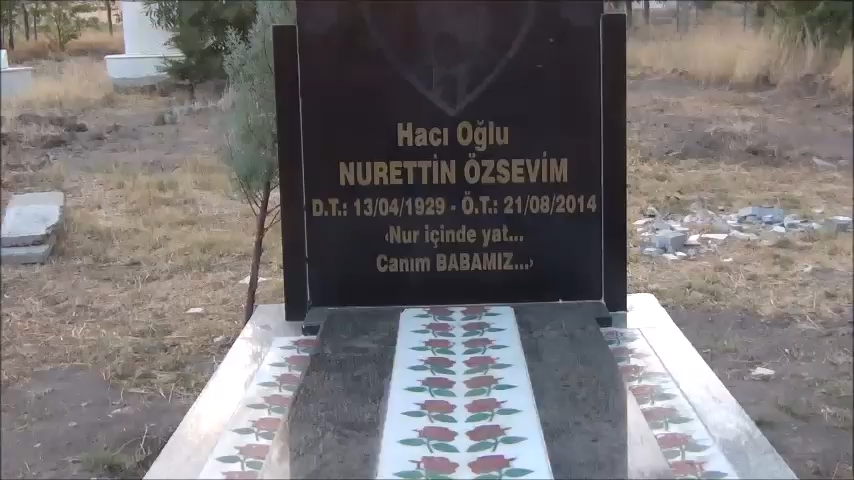 Hacı Oğlu
NURETTİN ÖZSEVİM
D.T.: 13/04/1929 - Ö.T.: 21/08/2014
‹Nur içinde yat...
Canım BABAMIZ...›